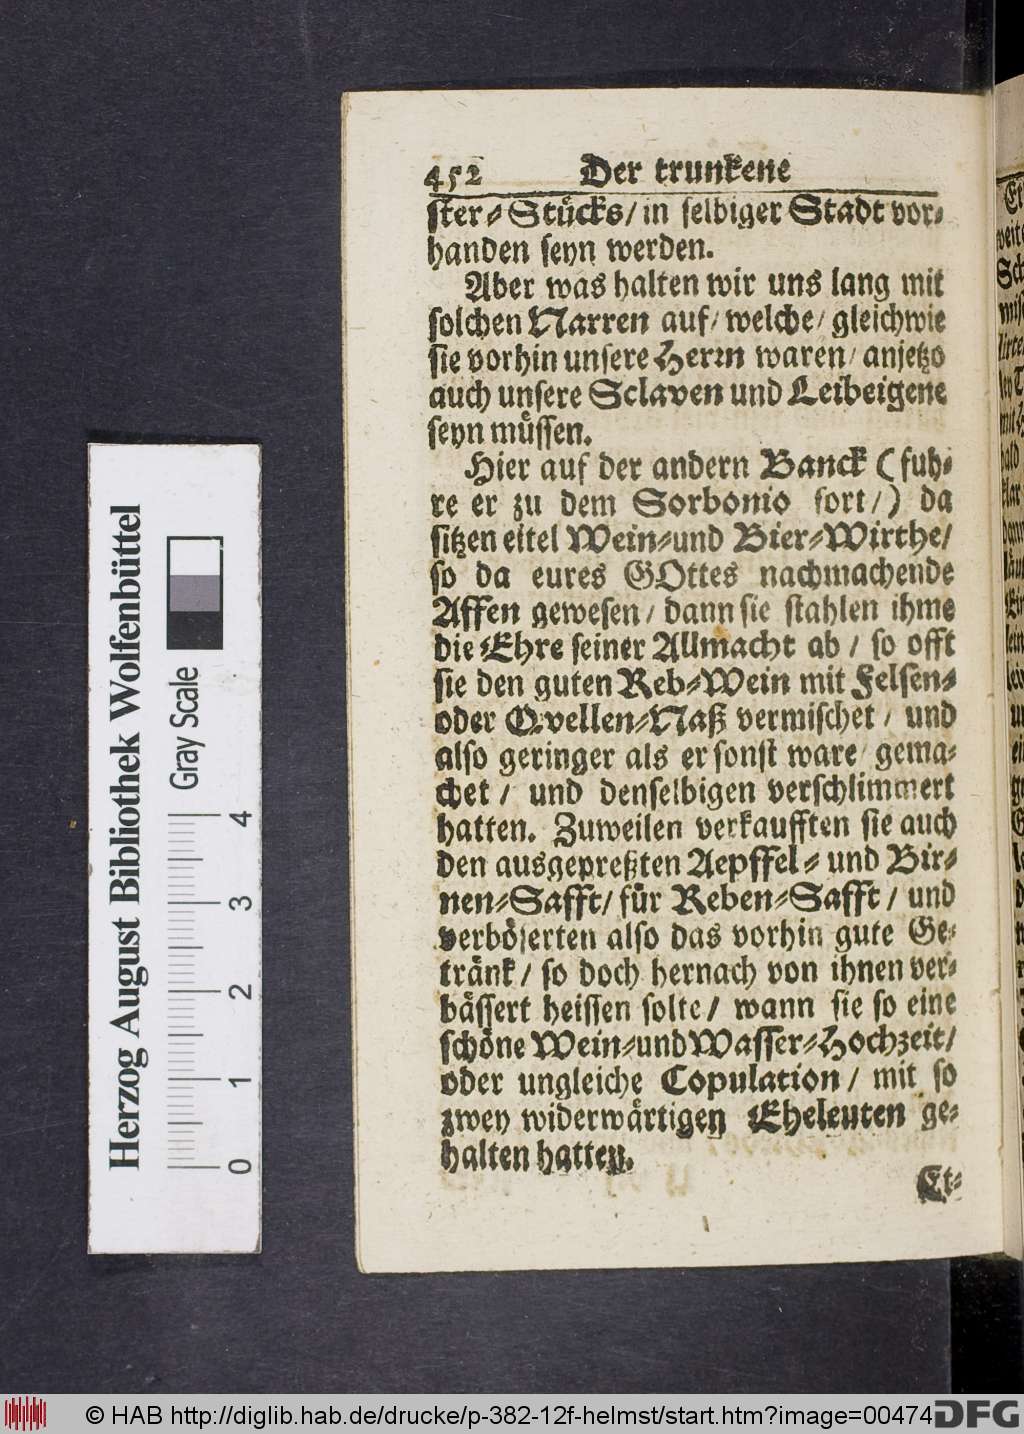 452 Der trunkene
ster-Stücks/ in selbiger Stadt vor-
handen seyn werden.
Aber was halten wir uns lang mit
solchen Narren auf/ welche/ gleichwie
sie vorhin unsere Herrn waren/ anjetzo
auch unsere Sclaven und Leibeigene
seyn müssen.
Hier auf der andern Banck (fuh-
re er zu dem Sorbonio fort/) da
sitzen eitel Wein-und Bier-Wirthe/
so da eures GOttes nachmachende
Affen gewesen/ dann sie stahlen ihme
die Ehre seiner Allmacht ab/ so offt
sie den guten Reb-Wein mit Felsen-
oder Qvellen-Naß vermischet/ und
also geringer als er sonst ware gema-
chet/ und denselbigen verschlimmert
hatten. Zuweilen verkaufften sie auch
den ausgepreßten Aepffel- und Bir-
nen-Safft/ für Reben-Safft/ und
verböserten also das vorhin gute Ge-
tränk/ so doch hernach von ihnen ver-
bässert heissen solte/ wann sie so eine
schöne Wein-und Wasser-Hochzeit/
oder ungleiche Copulation/ mit so
zwey widerwärtigen Eheleuten ge-
halten hatten.
Et-
Herzog August Bibliothek Wolfenbüttel
Gray Scale
0 1 2 3 4
© HAB http://diglib.hab.de/drucke/p-382-12f-helmst/start.htm?image=00474
DFG